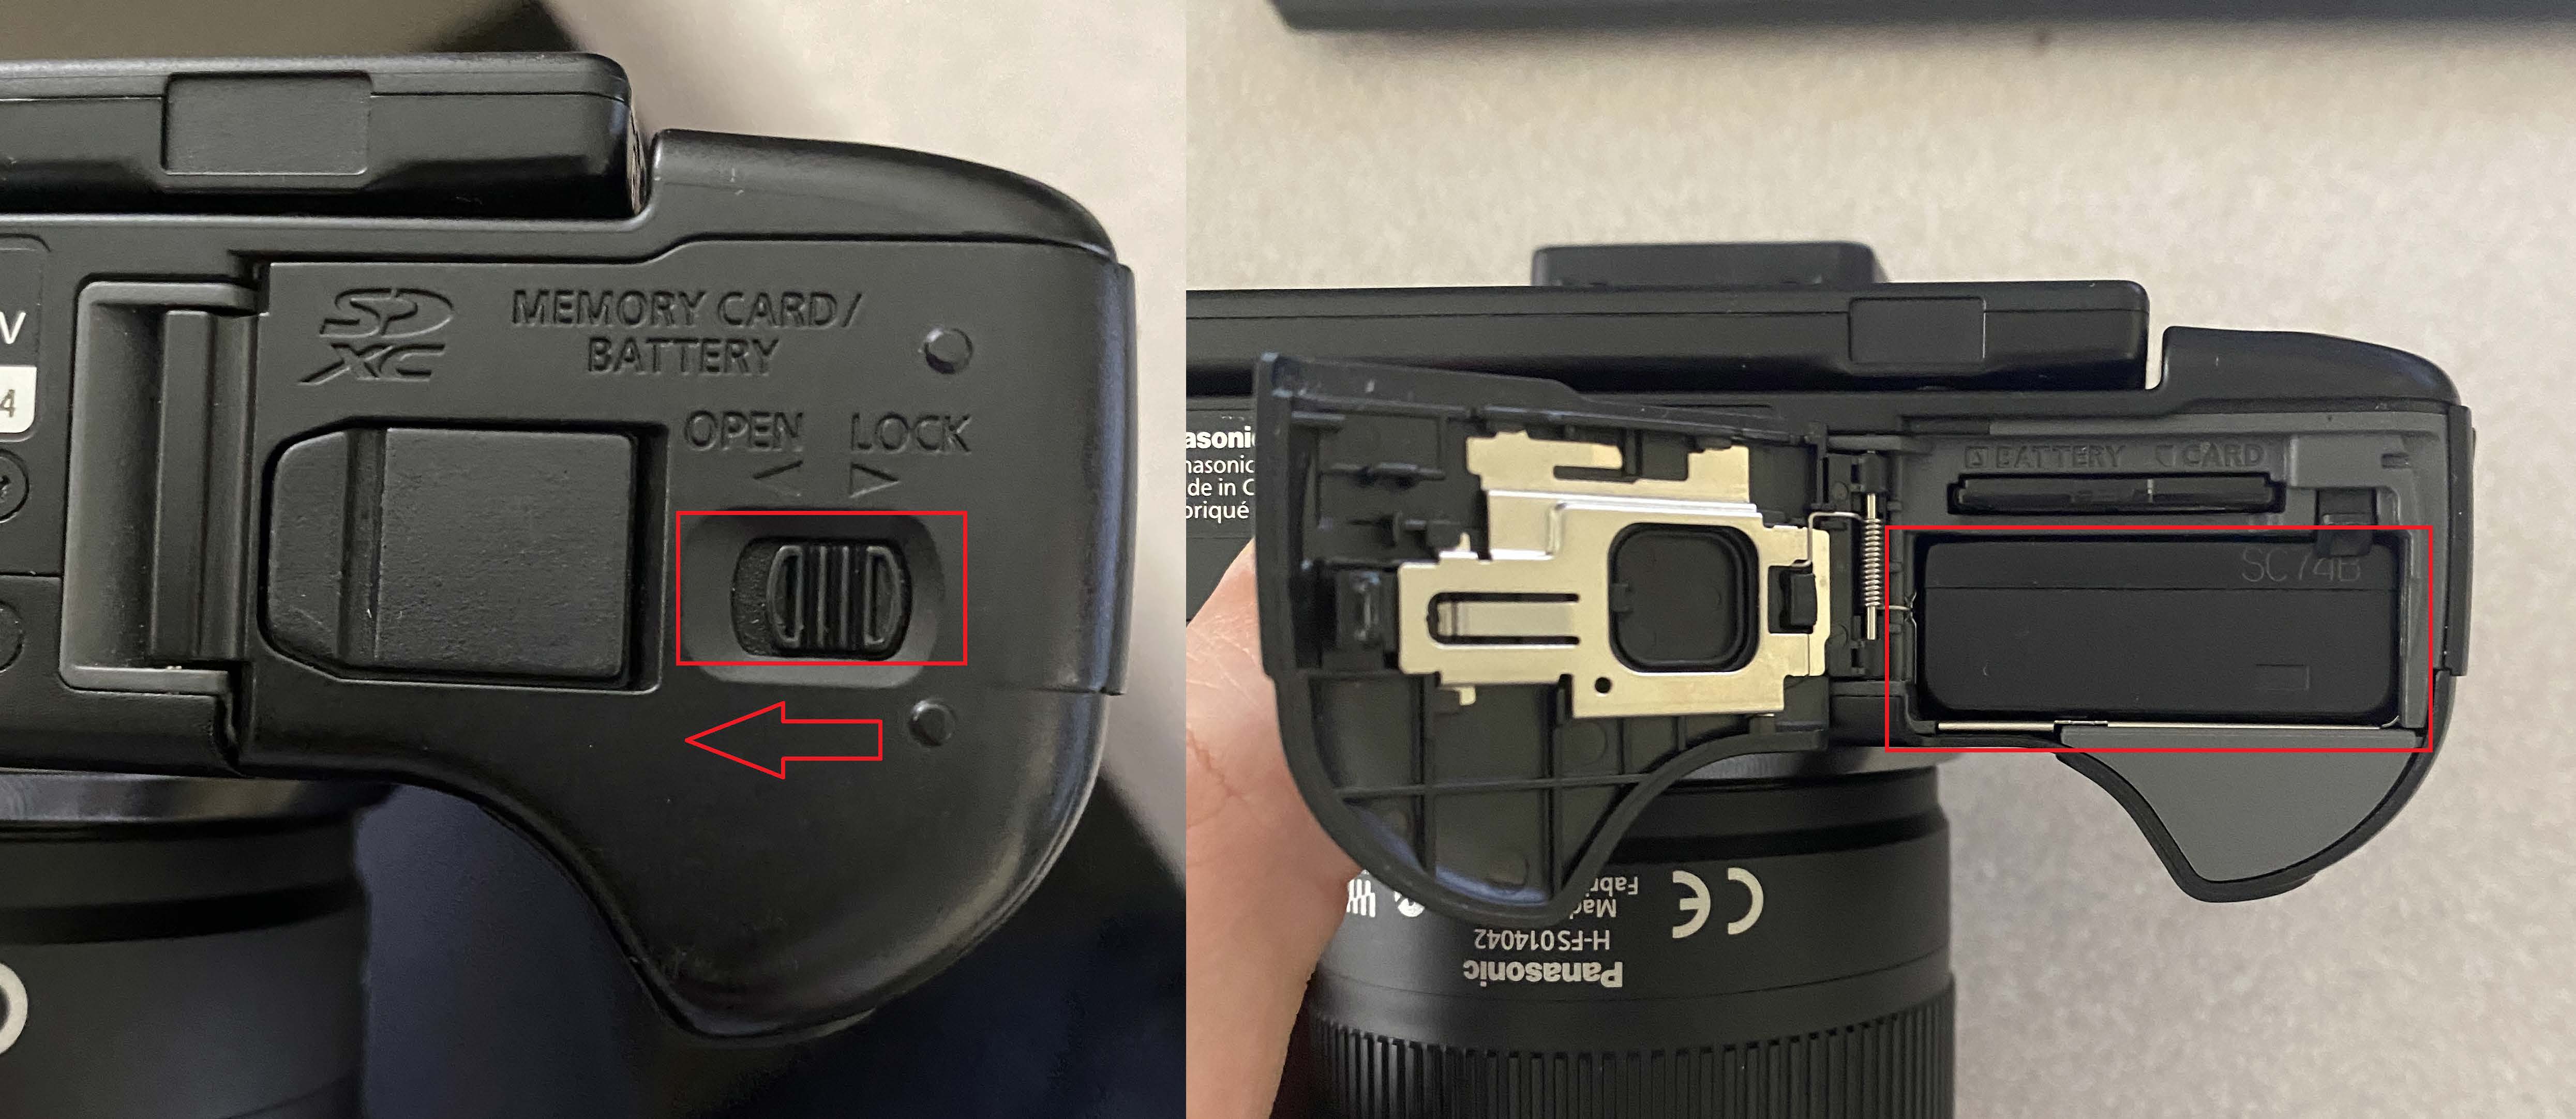 SD
XC
MEMORY CARD/
BATTERY
OPEN LOCK
V
4
asonic
nasonic
de in C
briqué
BATTERY CARD
SC74B
Panasonic
H-FS014042
Made
Fabri
CE